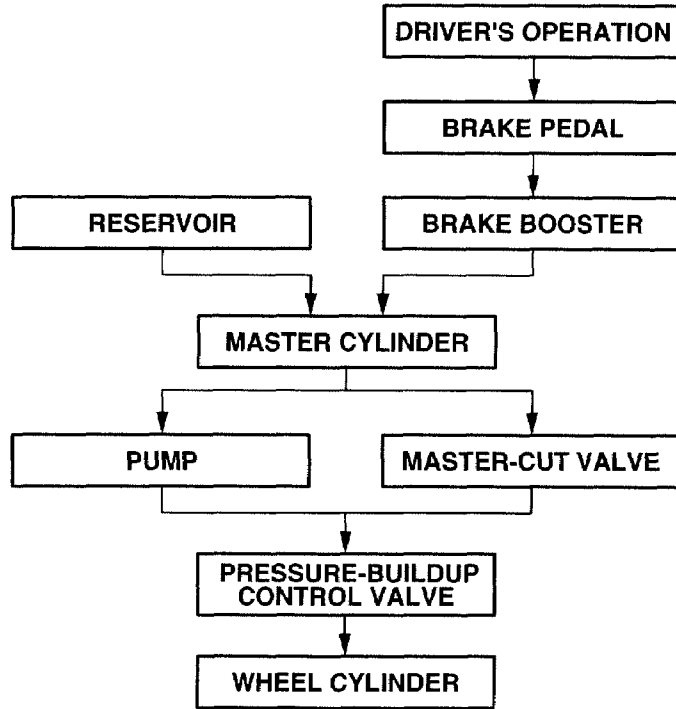 DRIVER'S OPERATION
BRAKE PEDAL
RESERVOIR
BRAKE BOOSTER
MASTER CYLINDER
PUMP
MASTER-CUT VALVE
PRESSURE-BUILDUP
CONTROL VALVE
WHEEL CYLINDER